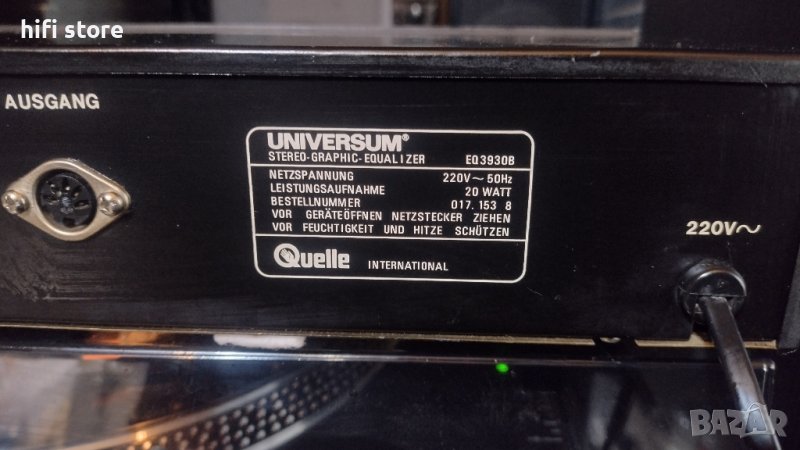 hifi store
AUSGANG
UNIVERSUM®
STEREO-GRAPHIC-EQUALIZER EQ3930B
NETZSPANNUNG 220V~50Hz
LEISTUNGSAUFNAHME 20 WATT
BESTELLNUMMER 017. 153 8
VOR GERÄTEÖFFNEN NETZSTECKER ZIEHEN
VOR FEUCHTIGKEIT UND HITZE SCHÜTZEN
Quelle INTERNATIONAL
220V~
BAZAR